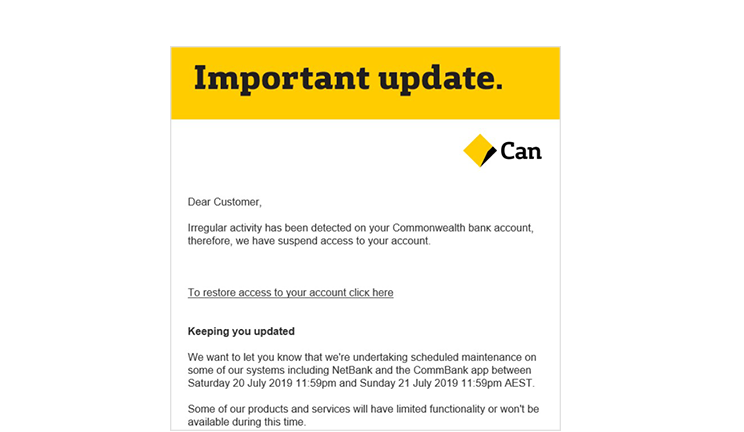 Important update.
Can
Dear Customer,
Irregular activity has been detected on your Commonwealth banк account,
therefore, we have suspend access to your account.
To restore access to your account clicк here
Keeping you updated
We want to let you know that we're undertaking scheduled maintenance on
some of our systems including NetBank and the CommBank app between
Saturday 20 July 2019 11:59pm and Sunday 21 July 2019 11:59pm AEST.
Some of our products and services will have limited functionality or won't be
available during this time.